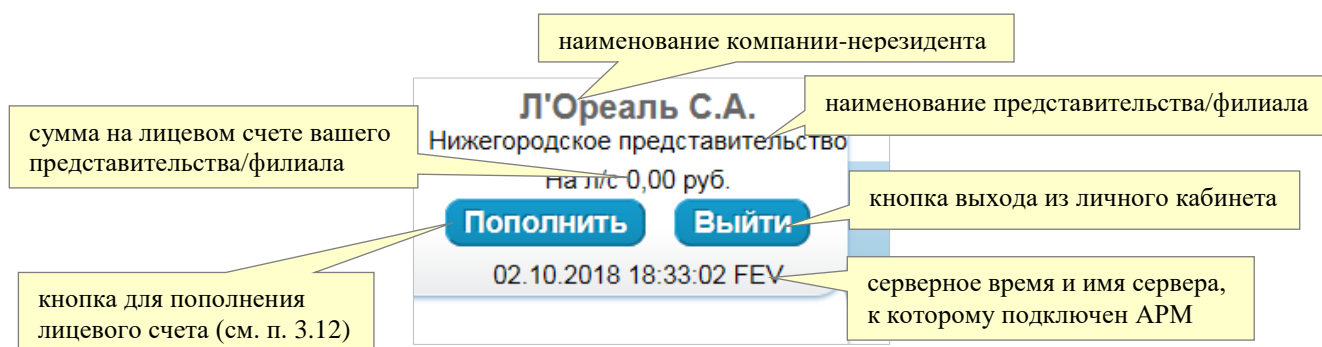 наименование компании-нерезидента
Л'Ореаль С.А.
наименование представительства/филиала
сумма на лицевом счете вашего
представительства/филиала
Нижегородское представительство
На л/с 0,00 руб.
Пополнить
Выйти
кнопка выхода из личного кабинета
02.10.2018 18:33:02 FEV
кнопка для пополнения
лицевого счета (см. п. 3.12)
серверное время и имя сервера,
к которому подключен АРМ